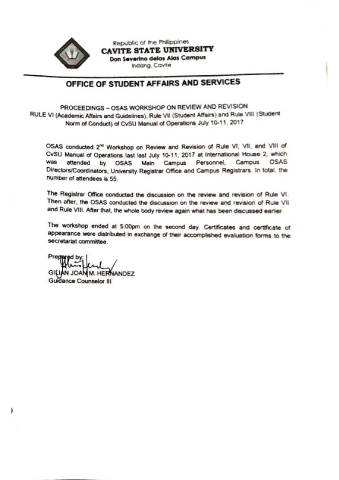 Republic of the Philippines
CAVITE STATE UNIVERSITY
Don Severino delas Alas Campus
Indang, Cavite
OFFICE OF STUDENT AFFAIRS AND SERVICES
PROCEEDINGS – OSAS WORKSHOP ON REVIEW AND REVISION
RULE VI (Academic Affairs and Guidelines), Rule VII (Student Affairs) and Rule VIII (Student
Norm of Conduct) of CvSU Manual of Operations July 10-11, 2017
OSAS conducted 2nd Workshop on Review and Revision of Rule VI, VII, and VIII of
CvSU Manual of Operations last last July 10-11, 2017 at International House 2, which
was attended by OSAS Main Campus Personnel, Campus OSAS
Directors/Coordinators, University Registrar Office and Campus Registrars. In total, the
number of attendees is 55.
The Registrar Office conducted the discussion on the review and revision of Rule VI.
Then after, the OSAS conducted the discussion on the review and revision of Rule VII
and Rule VIII. After that, the whole body review again what has been discussed earlier.
The workshop ended at 5:00pm on the second day. Certificates and certificate of
appearance were distributed in exchange of their accomplished evaluation forms to the
secretariat committee.
Prepared by:
GILIAN JOAN M. HERNANDEZ
Guidance Counselor III